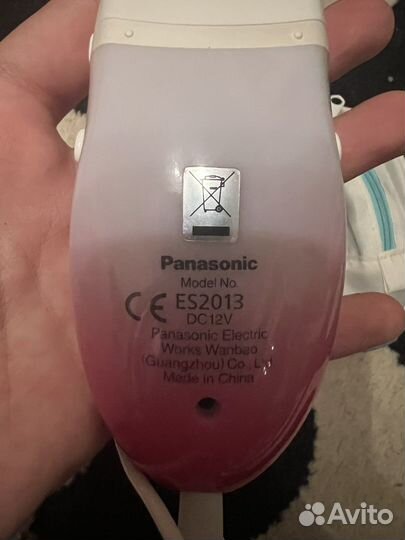 Panasonic
Model No.
CE ES2013
DC12V
Panasonic Electric
Works Wanbao
(Guangzhou) Co., Ltd
Made in China
Avito